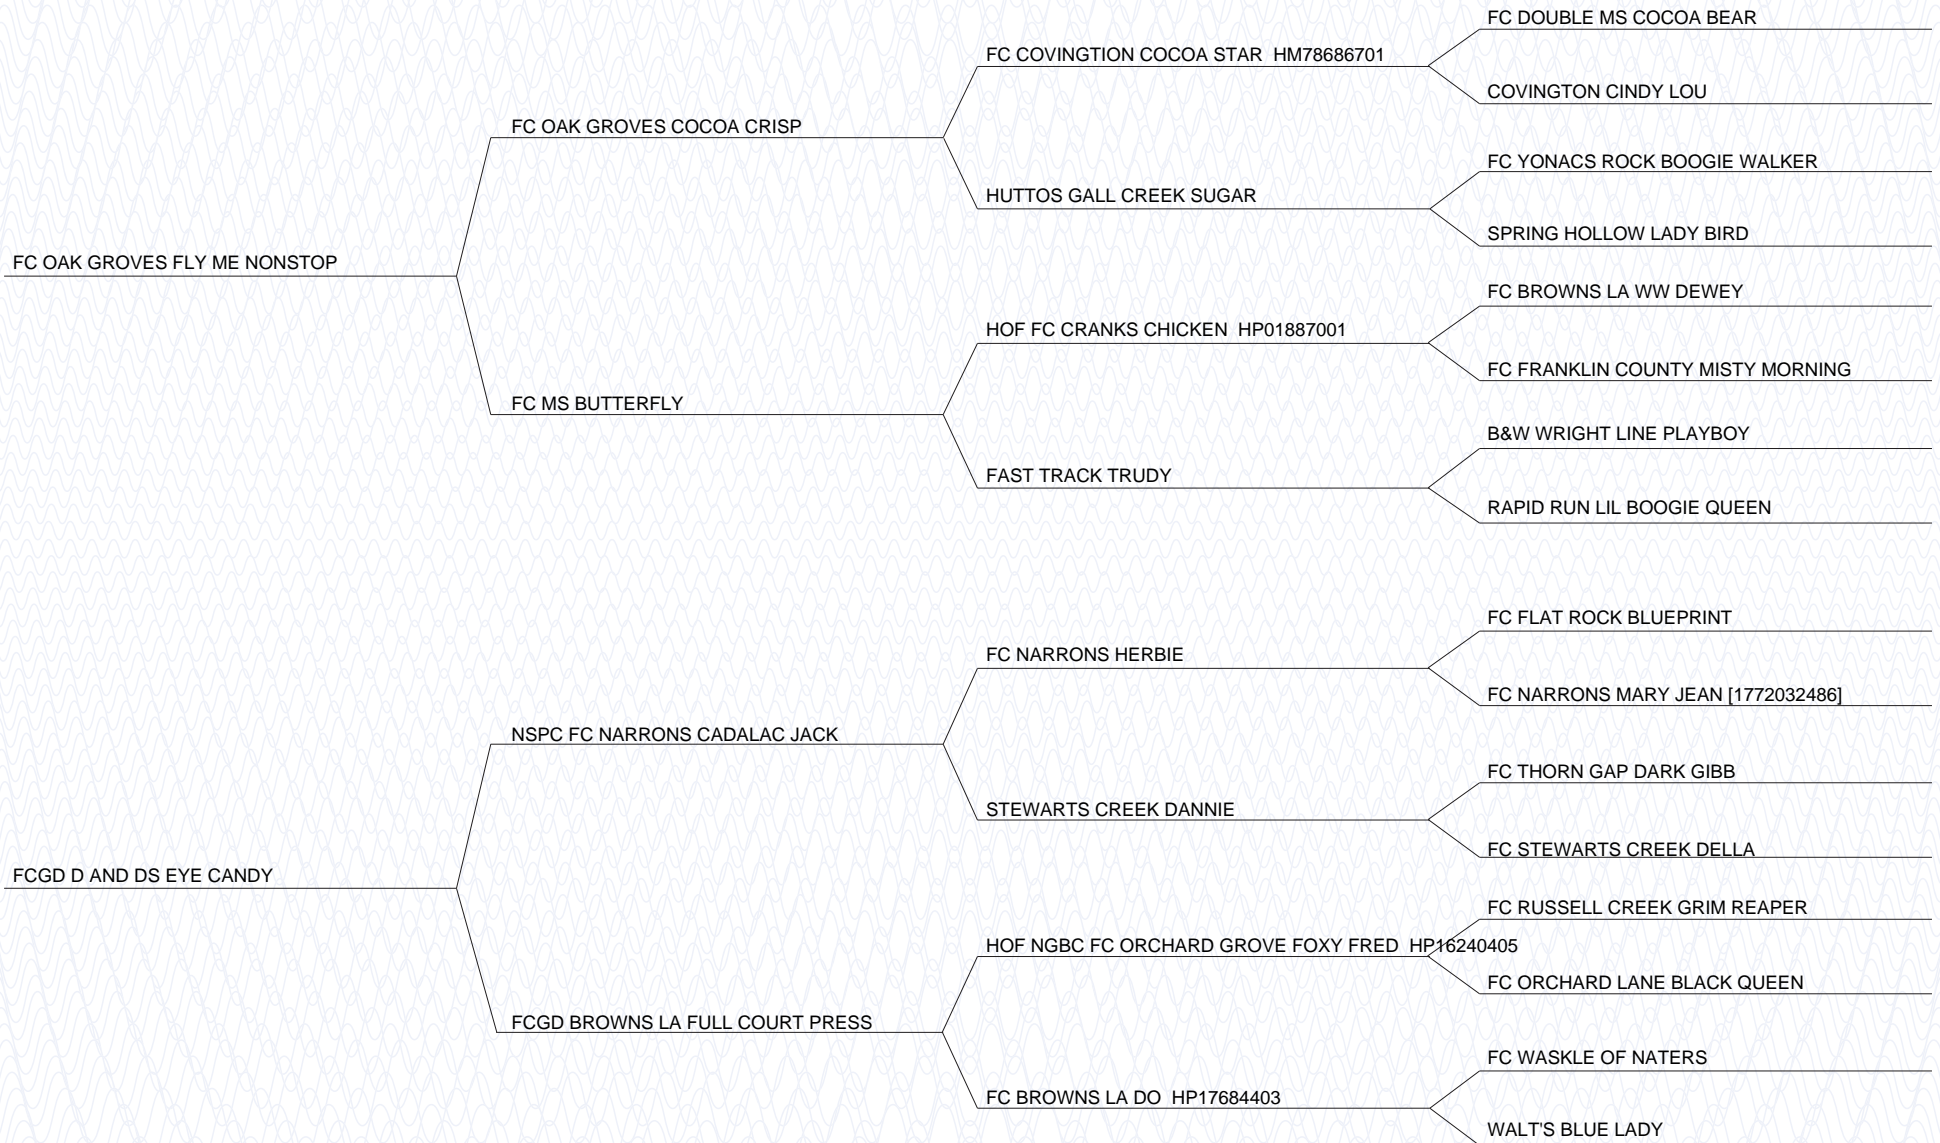 FC DOUBLE MS COCOA BEAR
FC COVINGTION COCOA STAR HM78686701
COVINGTON CINDY LOU
FC OAK GROVES COCOA CRISP
FC YONACS ROCK BOOGIE WALKER
HUTTOS GALL CREEK SUGAR
SPRING HOLLOW LADY BIRD
FC OAK GROVES FLY ME NONSTOP
FC BROWNS LA WW DEWEY
HOF FC CRANKS CHICKEN HP01887001
FC FRANKLIN COUNTY MISTY MORNING
FC MS BUTTERFLY
B&W WRIGHT LINE PLAYBOY
FAST TRACK TRUDY
RAPID RUN LIL BOOGIE QUEEN
FC FLAT ROCK BLUEPRINT
FC NARRONS HERBIE
FC NARRONS MARY JEAN [1772032486]
NSPC FC NARRONS CADALAC JACK
FC THORN GAP DARK GIBB
STEWARTS CREEK DANNIE
FC STEWARTS CREEK DELLA
FCGD D AND DS EYE CANDY
FC RUSSELL CREEK GRIM REAPER
HOF NGBC FC ORCHARD GROVE FOXY FRED HP16240405
FC ORCHARD LANE BLACK QUEEN
FCGD BROWNS LA FULL COURT PRESS
FC WASKLE OF NATERS
FC BROWNS LA DO HP17684403
WALT'S BLUE LADY